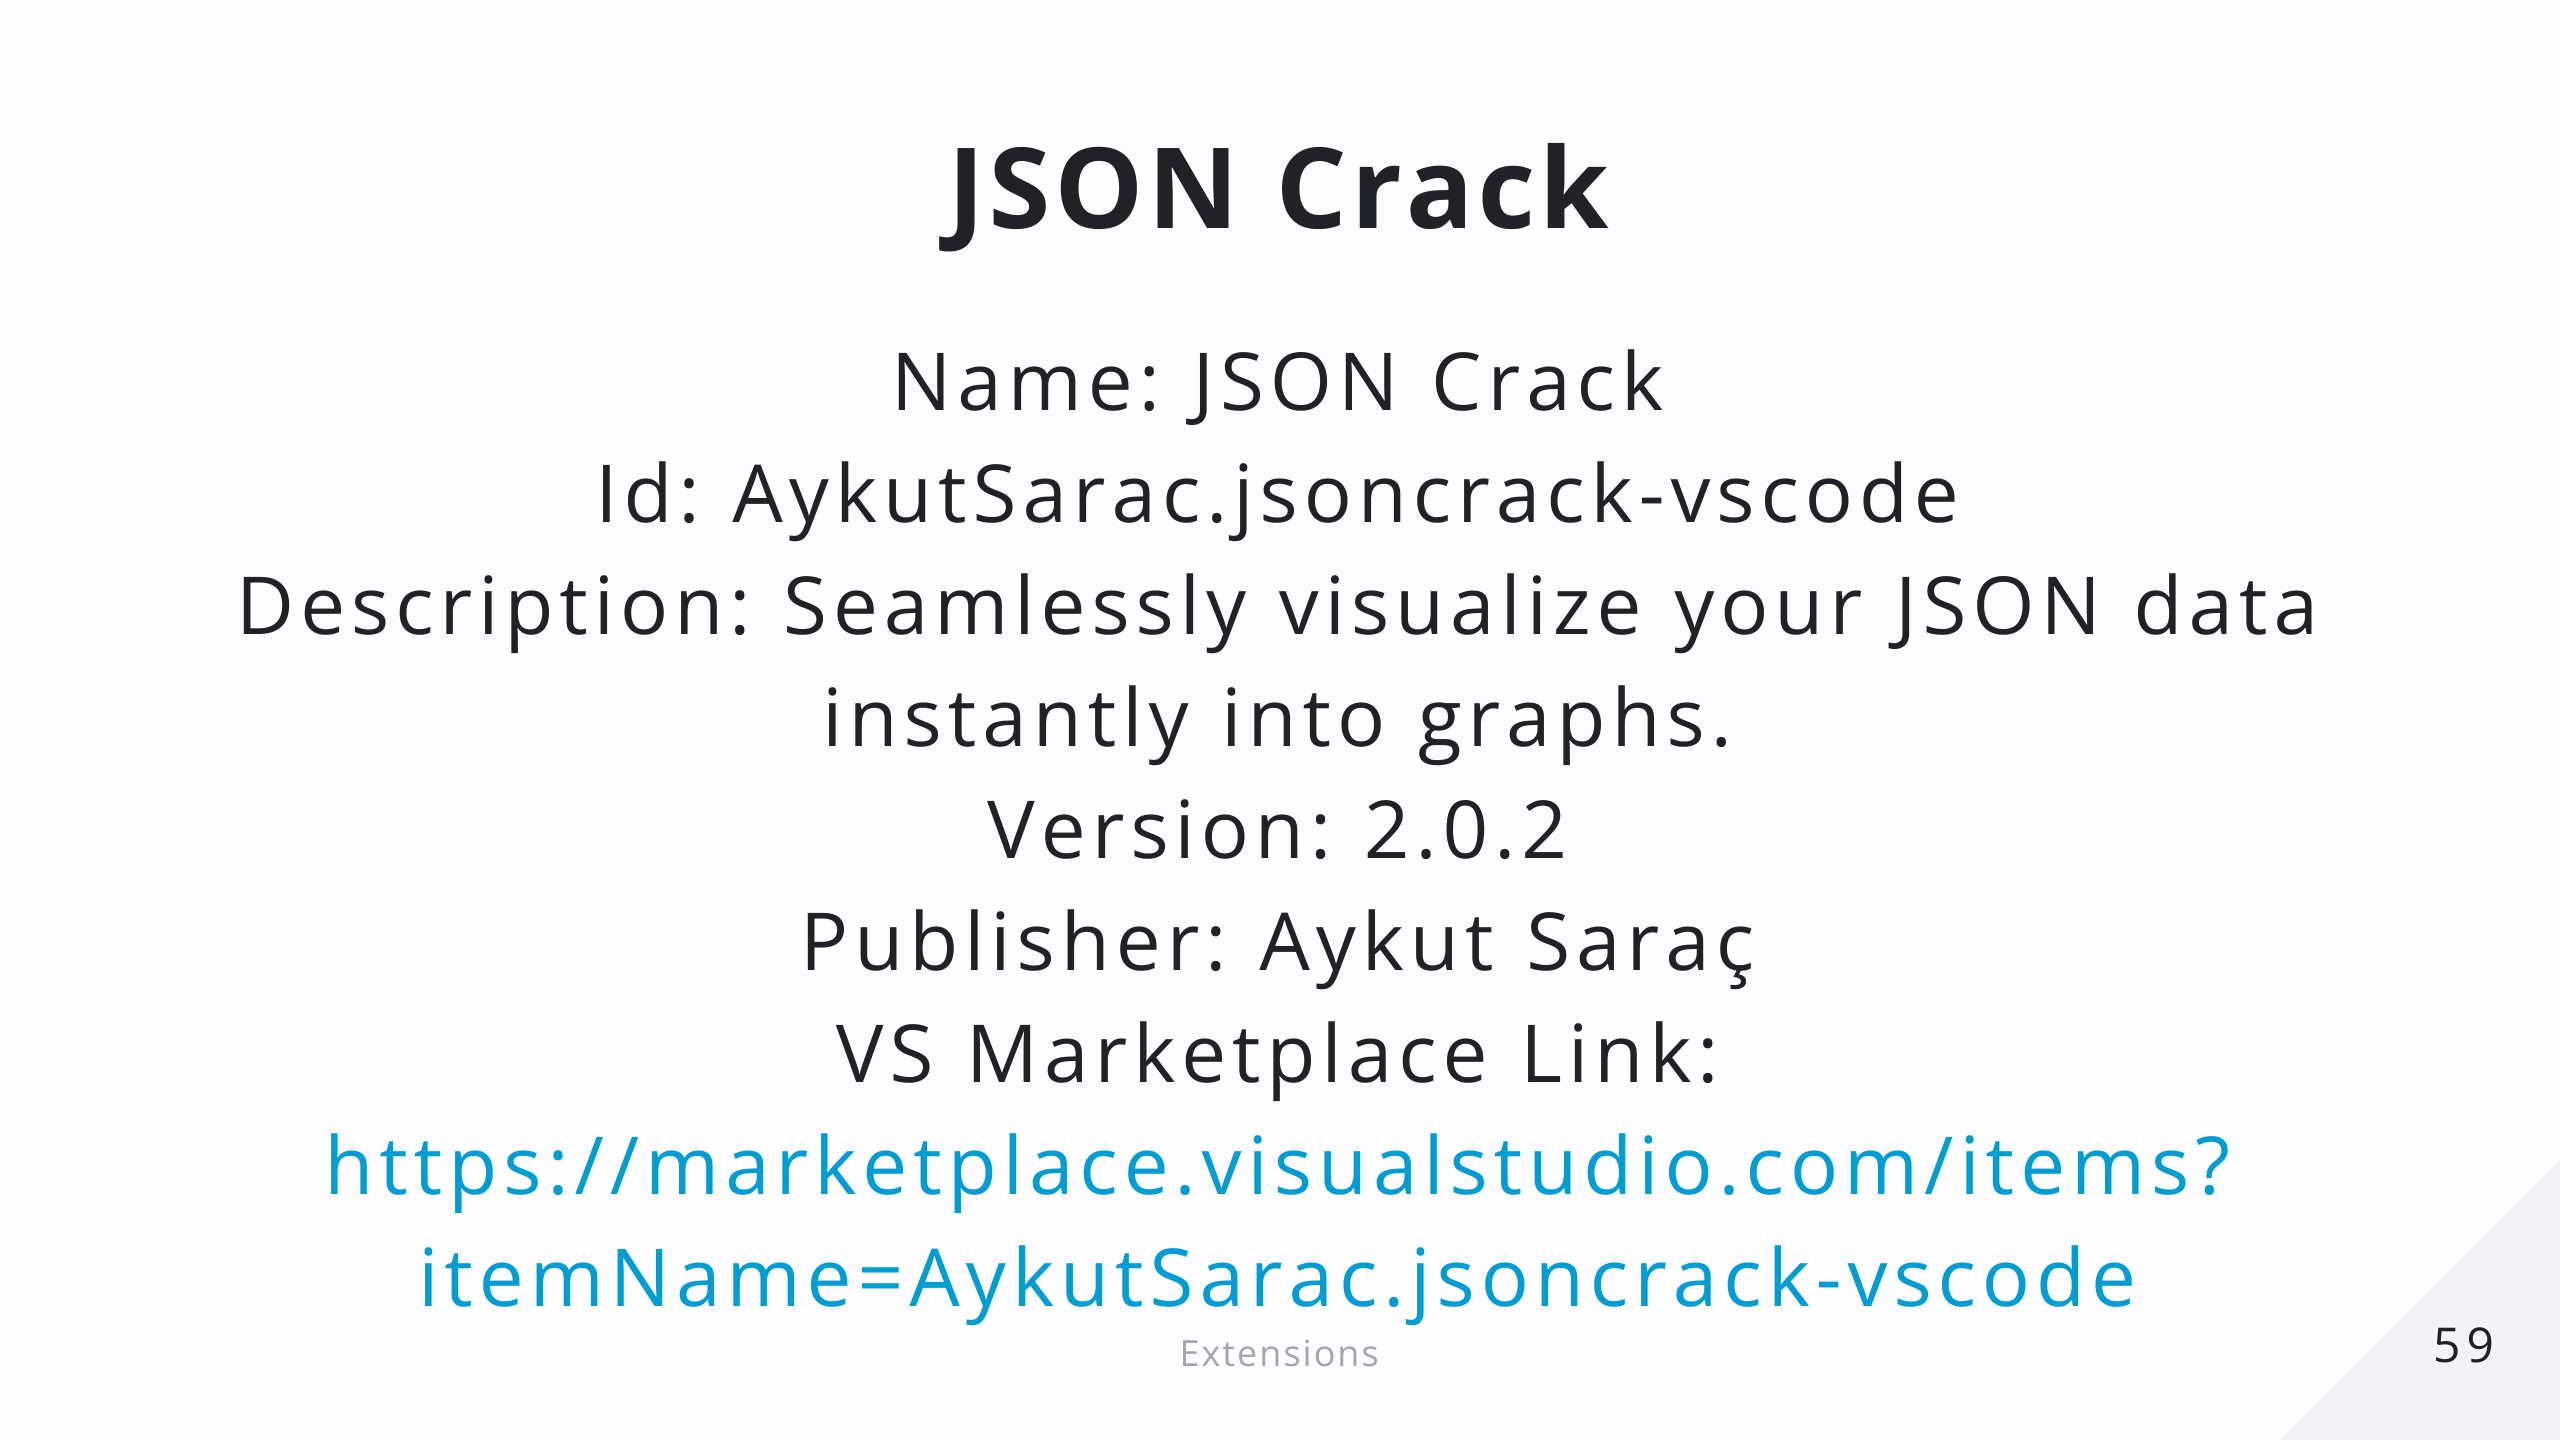 JSON Crack
Name: JSON Crack
Id: AykutSarac.jsoncrack-vscode
Description: Seamlessly visualize your JSON data
instantly into graphs.
Version: 2.0.2
Publisher: Aykut Saraç
VS Marketplace Link:
https://marketplace.visualstudio.com/items?
itemName=AykutSarac.jsoncrack-vscode
Extensions
59